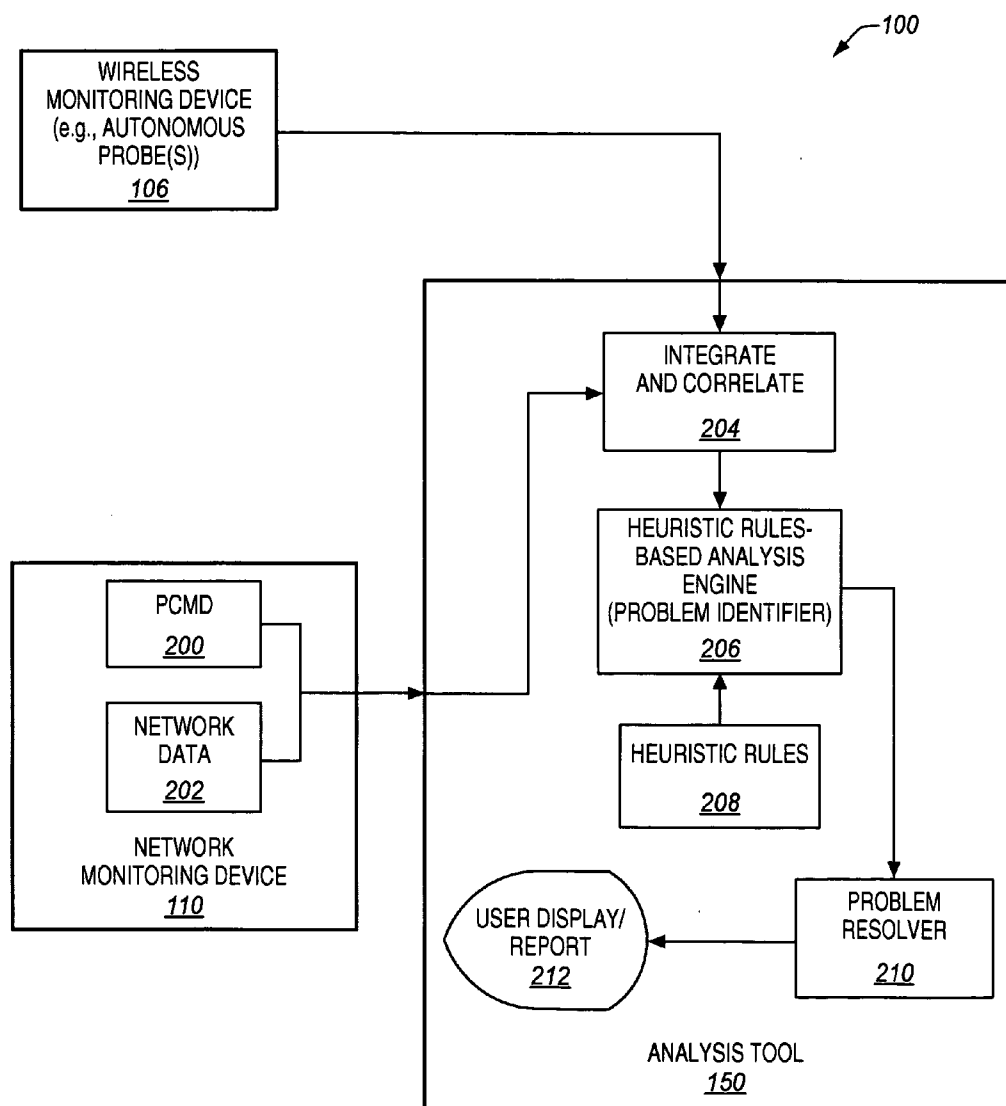 100
WIRELESS
MONITORING DEVICE
(e.g., AUTONOMOUS
PROBE(S))
106
INTEGRATE
AND CORRELATE
204
HEURISTIC RULES-
BASED ANALYSIS
ENGINE
(PROBLEM IDENTIFIER)
206
PCMD
200
NETWORK
DATA
202
NETWORK
MONITORING DEVICE
110
HEURISTIC RULES
208
USER DISPLAY/
REPORT
212
PROBLEM
RESOLVER
210
ANALYSIS TOOL
150